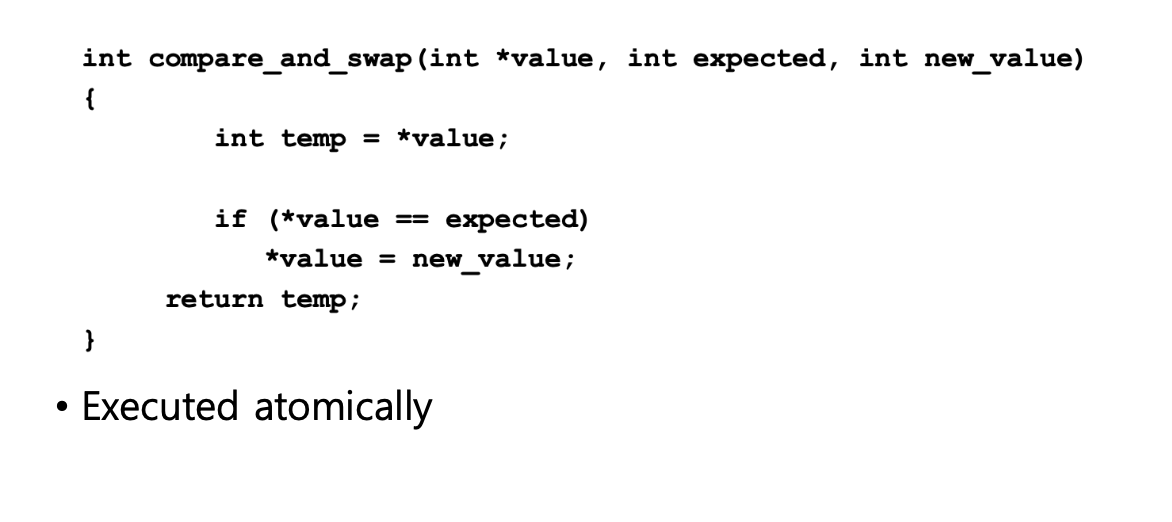 int compare_and_swap(int *value, int expected, int new_value)
{
int temp = *value;
if (*value == expected)
*value = new_value;
return temp;
}
• Executed atomically